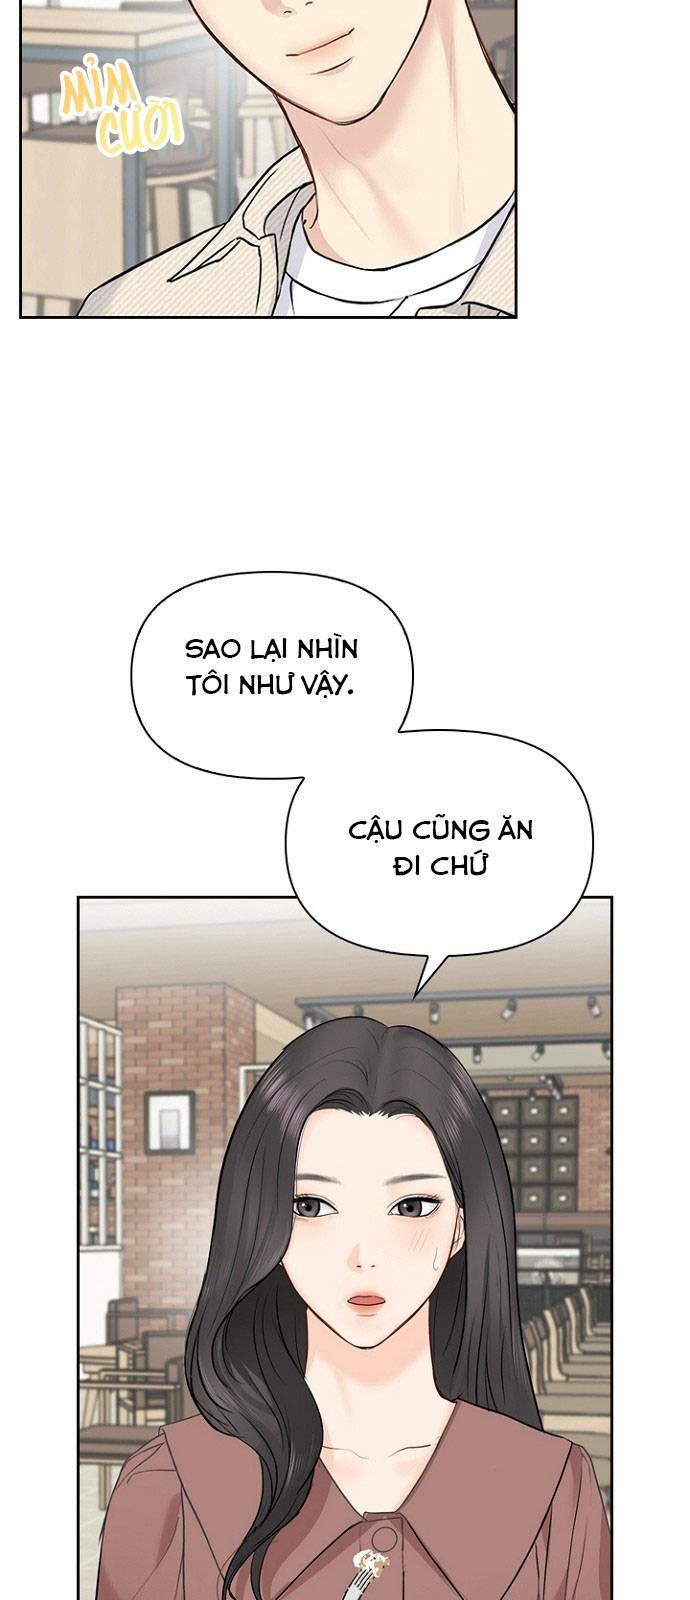 MỈM
CƯỜI
SAO LẠI NHÌN
TÔI NHƯ VẬY.
CẬU CŨNG ĂN
ĐI CHỨ